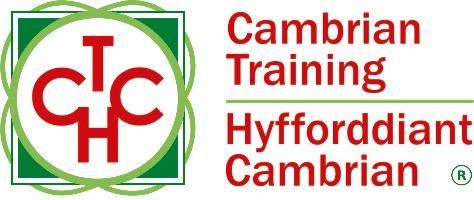 T
C C
H
Cambrian
Training
Hyfforddiant
Cambrian ®